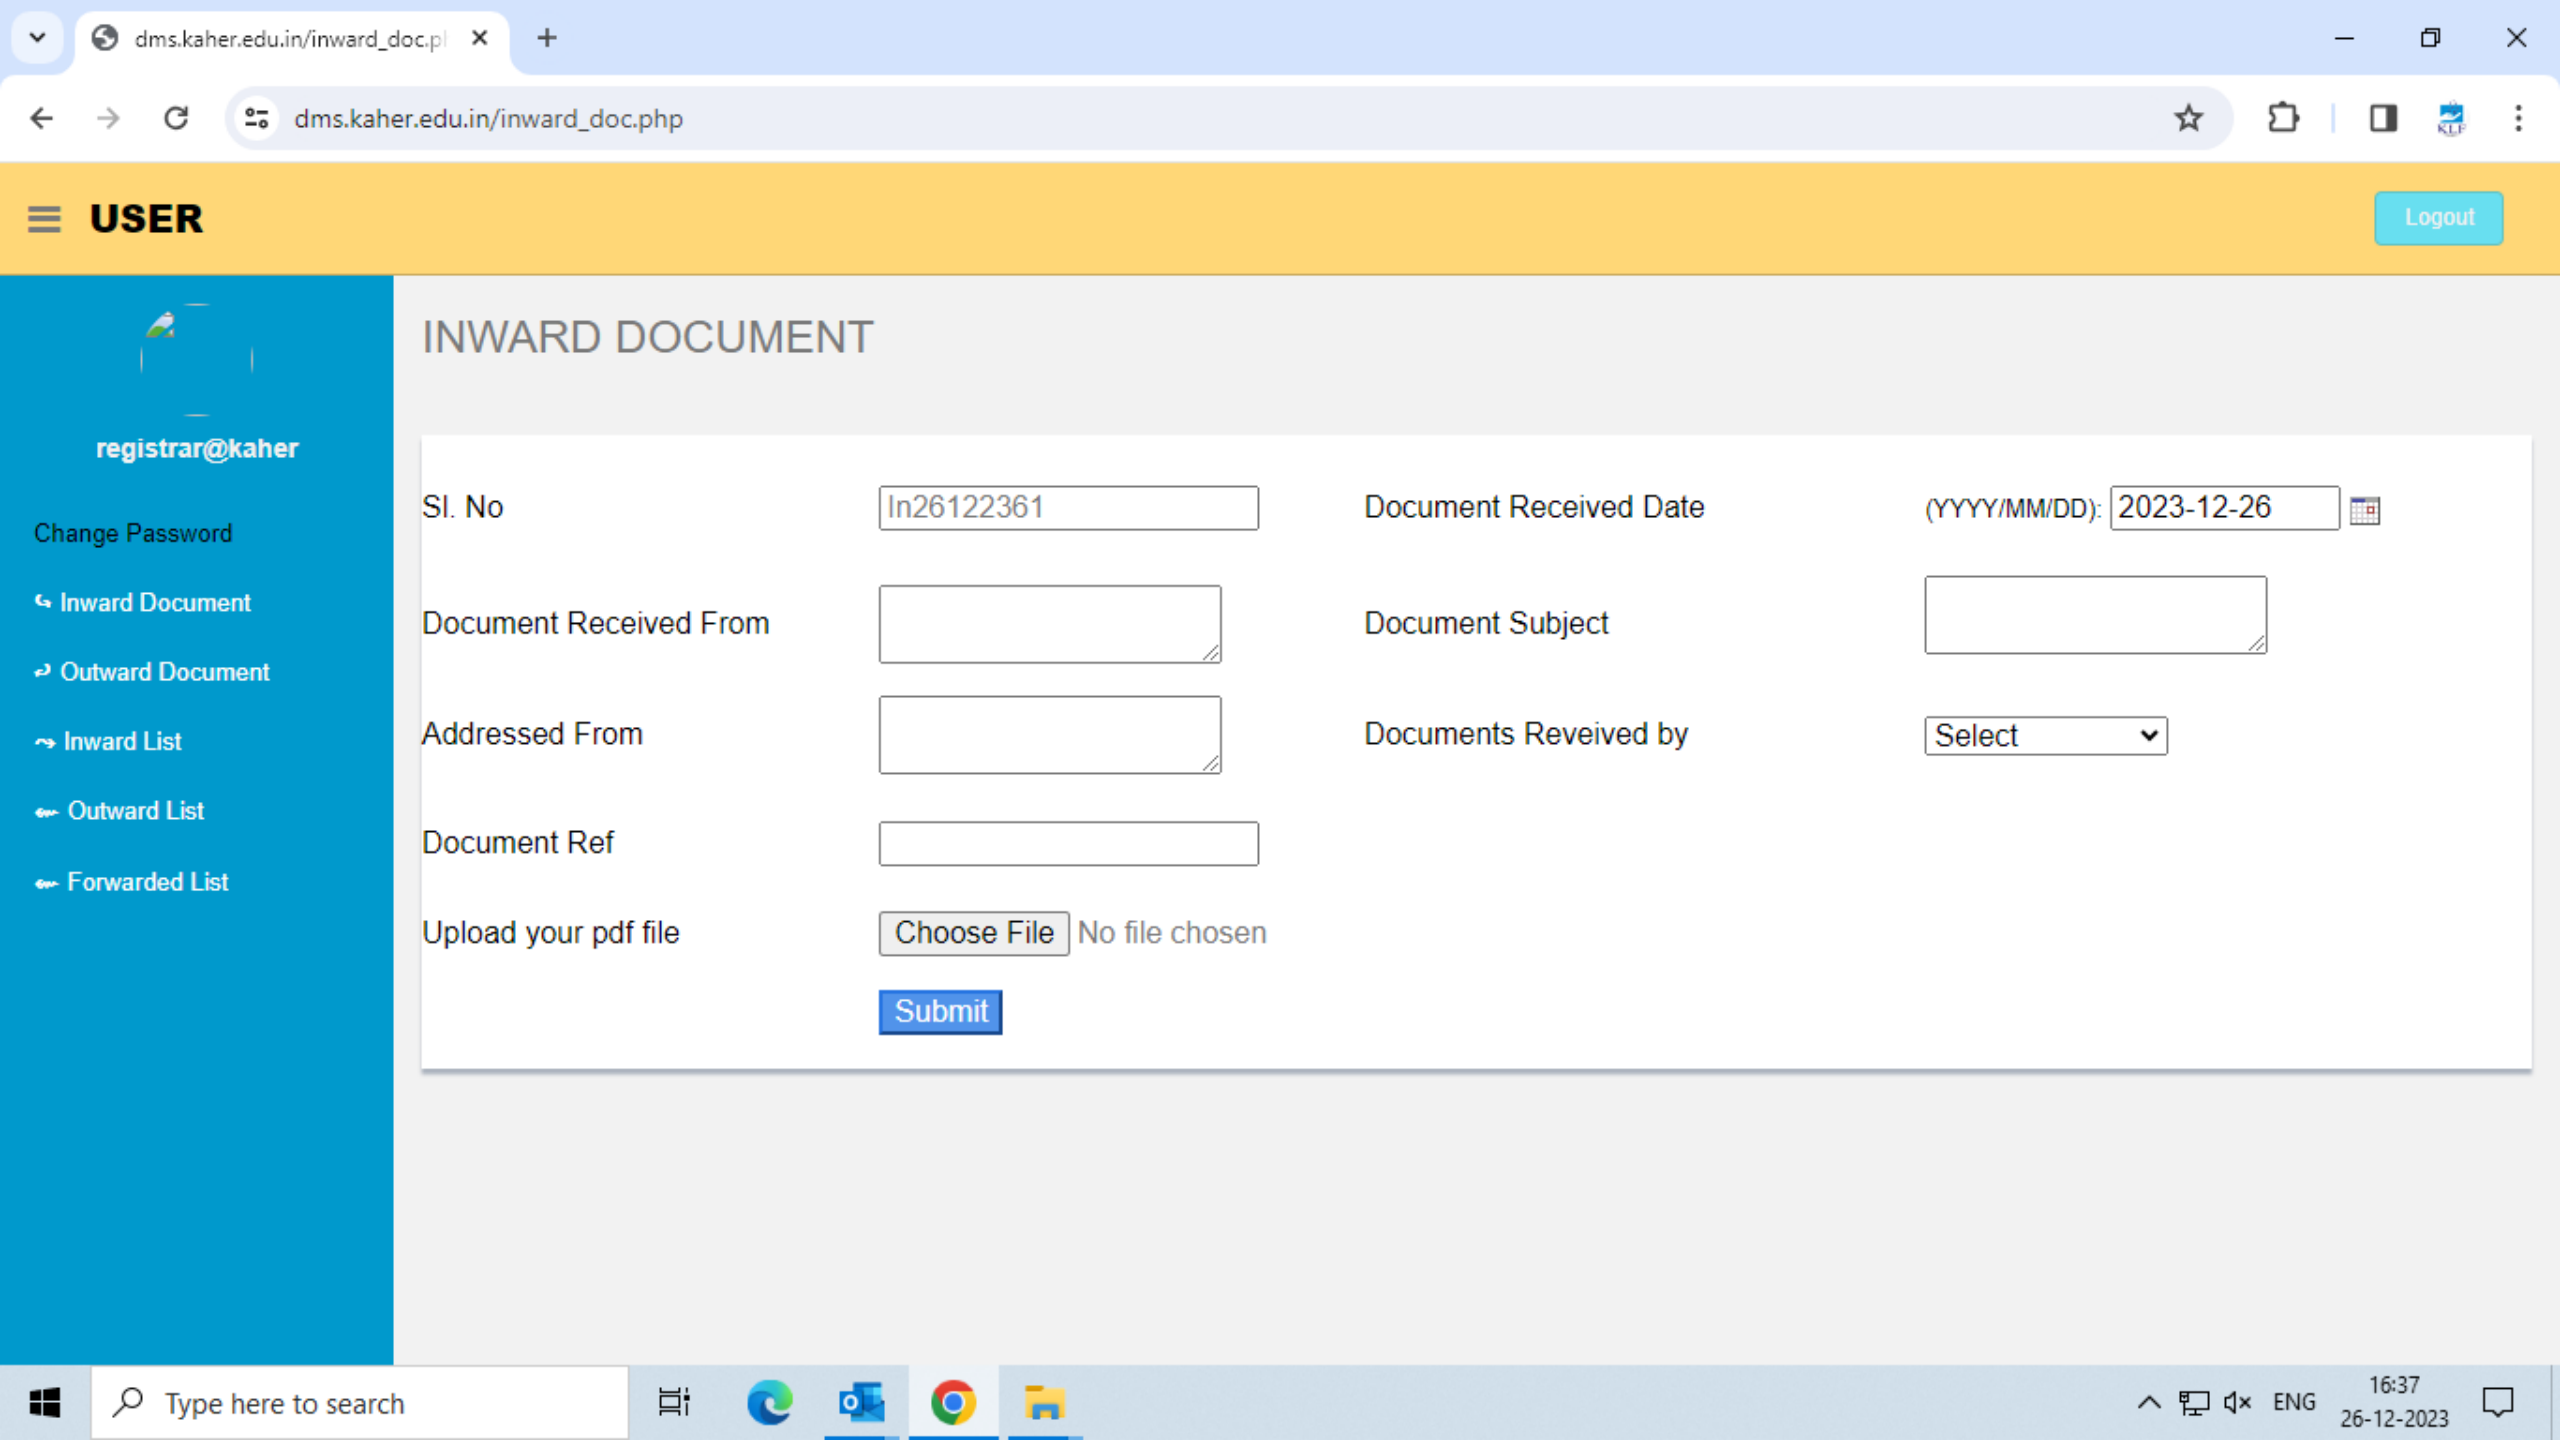 dms.kaher.edu.in/inward_doc.pl
dms.kaher.edu.in/inward_doc.php
KLF
USER
Logout
registrar@kaher
Change Password
Inward Document
Outward Document
Inward List
Outward List
Forwarded List
INWARD DOCUMENT
Sl. No In26122361 Document Received Date (YYYY/MM/DD): 2023-12-26
Document Received From Document Subject
Addressed From Documents Reveived by Select
Document Ref
Upload your pdf file Choose File No file chosen
Submit
Type here to search
ENG
16:37
26-12-2023